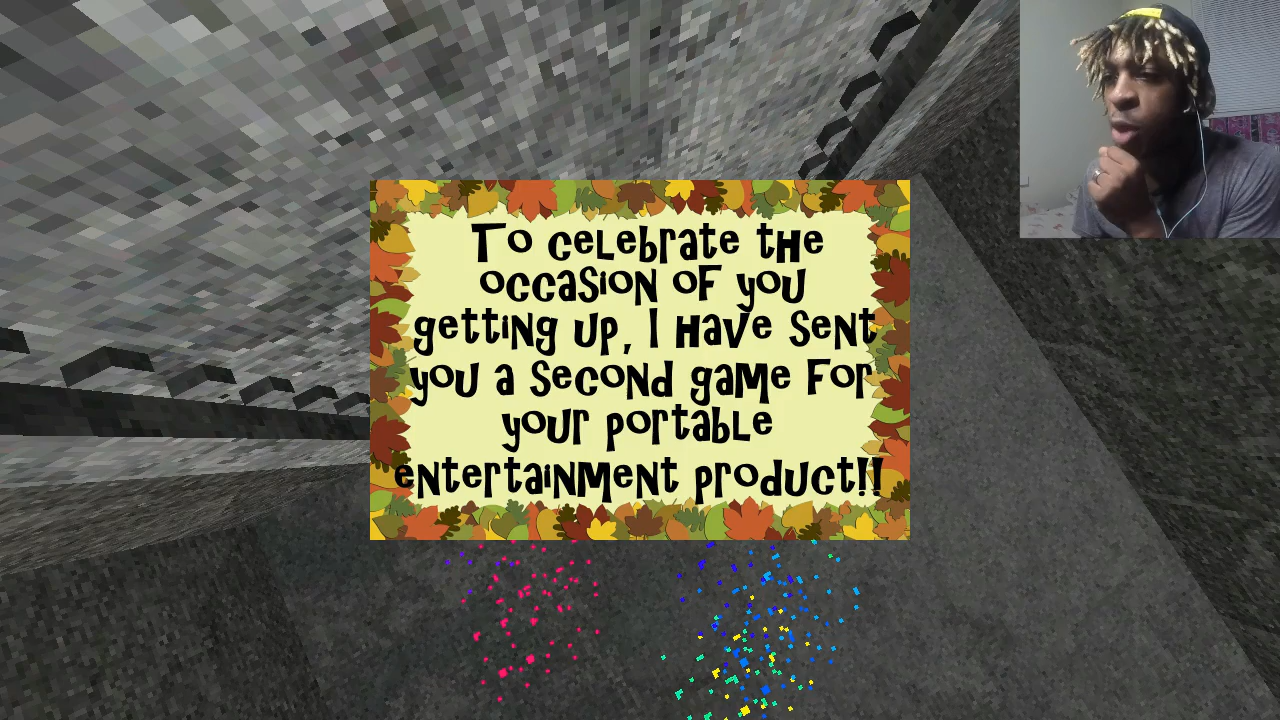 To celebrate the
occasion of you
getting up, I have sent
you a second game for
your portable
entertainment product!!